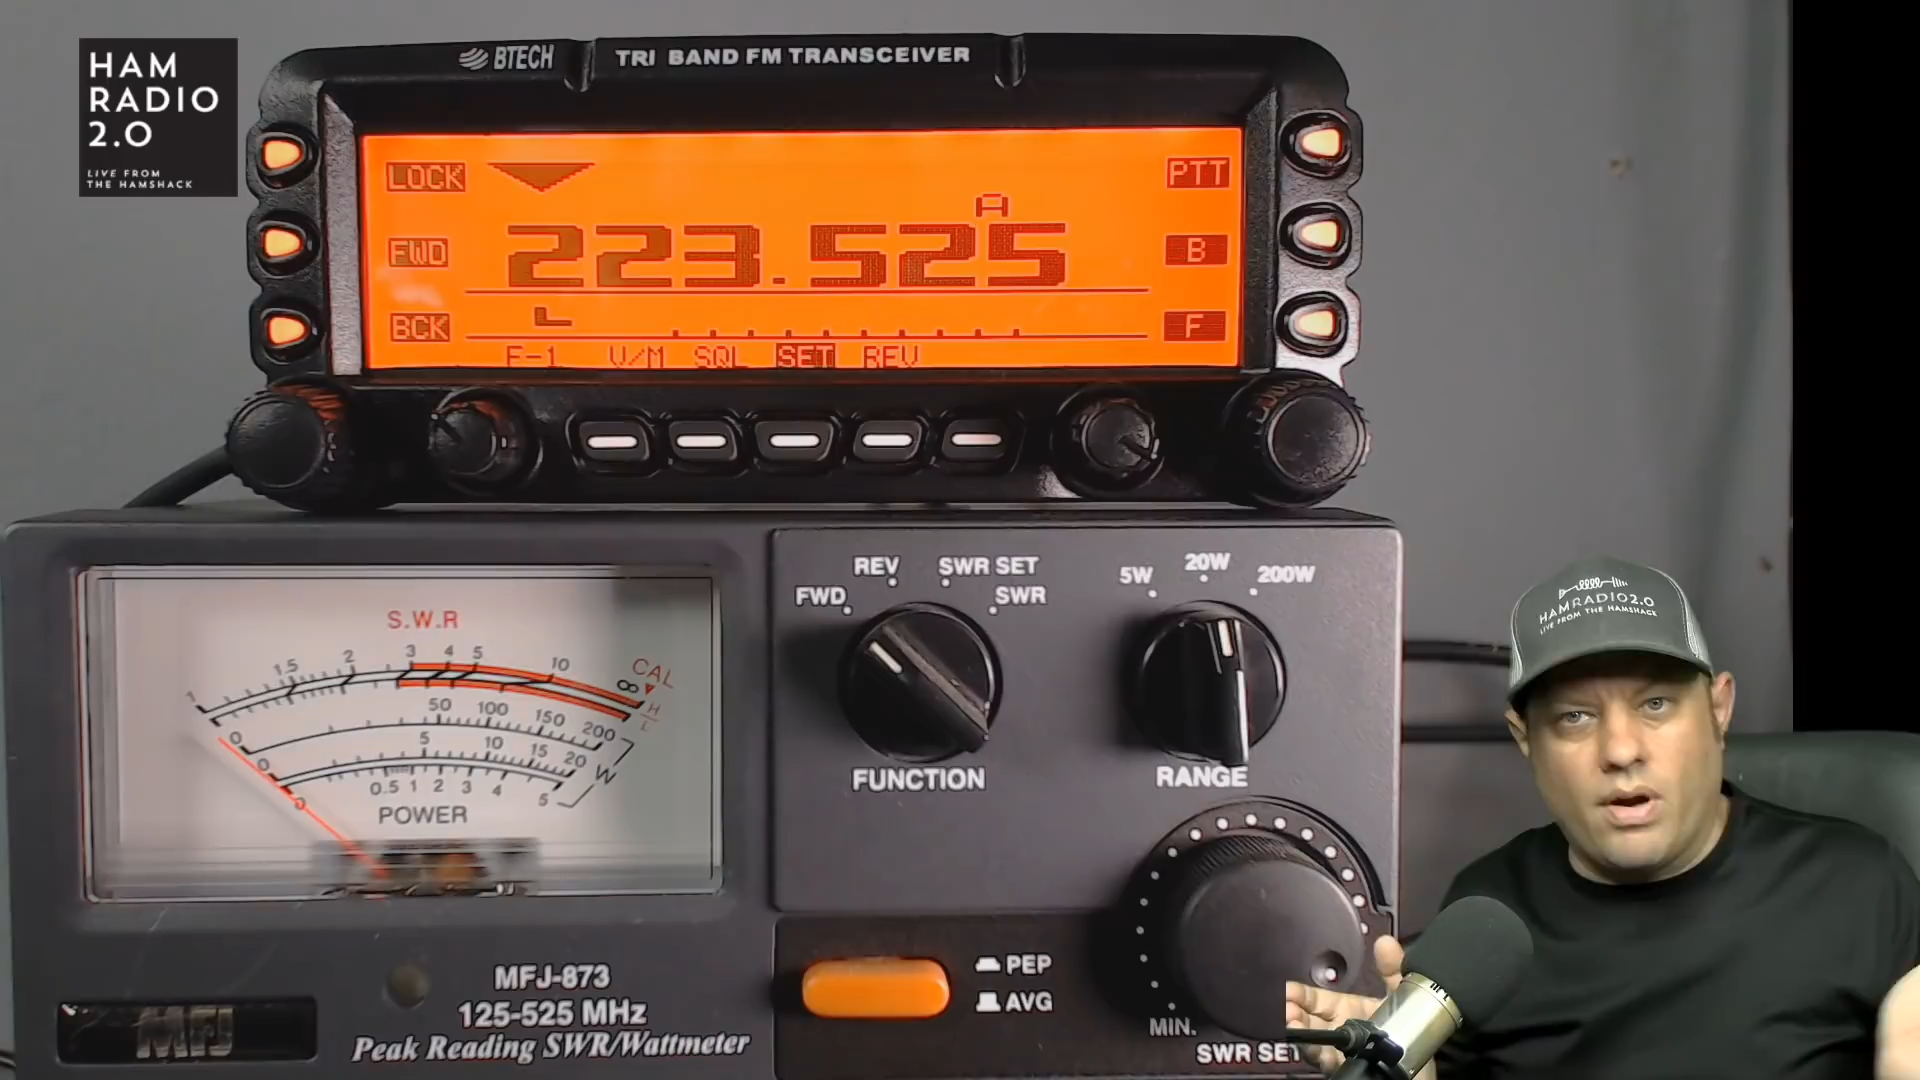 HAM
RADIO
2.0
LIVE FROM
THE HAMSHACK
BTECH TRI BAND FM TRANSCEIVER
LOCK PTT
A
FWD 223.525 B
L
BCK F
F-1 V/M SQL SET REV
S.W.R
1 1.5 2 3 4 5 10 ∞ CAL
H
L
0 50 100 150 200
0 5 10 15 20 W
0 0.5 1 2 3 4 5
POWER
FWD REV SWR SET SWR
FUNCTION
5W 20W 200W
RANGE
MFJ-873
125-525 MHz
Peak Reading SWR/Wattmeter
MFJ
PEP
AVG
MIN.
SWR SET
HAMRADIO2.0
LIVE FROM THE HAMSHACK